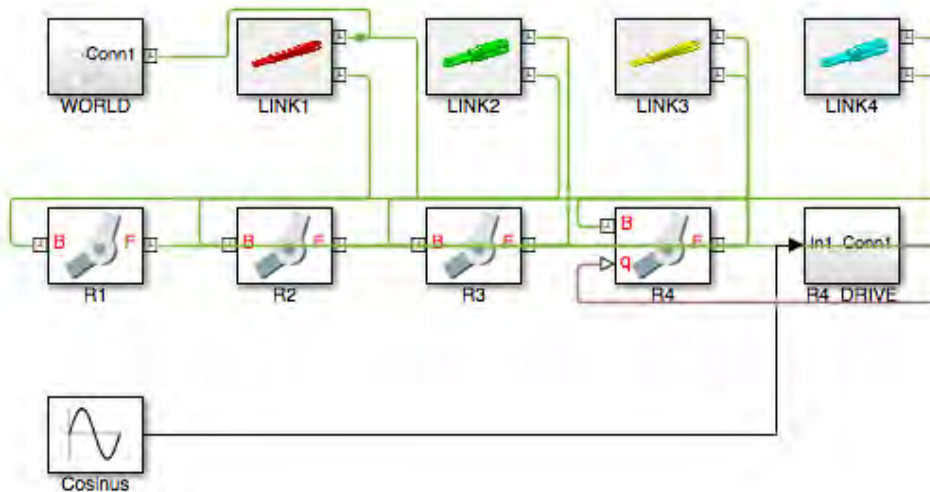 Conn1
WORLD
LINK1
LINK2
LINK3
LINK4
B F
R1
B F
R2
B F
R3
B F
q
R4
In1 Conn1
R4_DRIVE
Cosinus